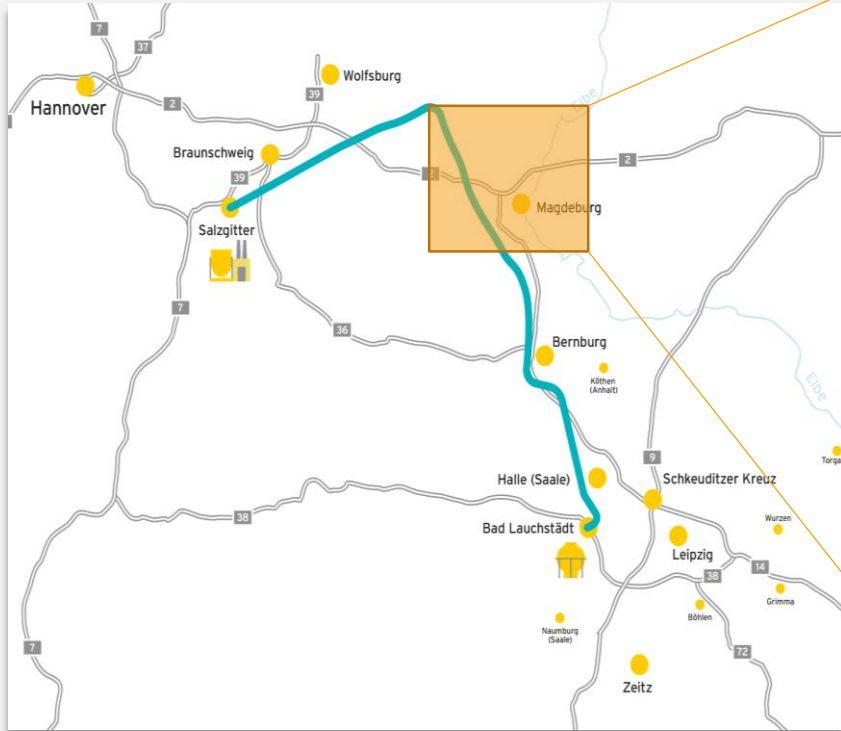 7
37
Wolfsburg
Hannover
39
2
Elbe
Braunschweig
2
2
39
Magdeburg
Salzgitter
7
36
Bernburg
Köthen
(Anhalt)
Elbe
9
Torga
Halle (Saale)
Schkeuditzer Kreuz
38
Bad Lauchstädt
Wurzen
Leipzig
14
38
Grimma
Böhlen
Naumburg
(Saale)
7
72
Zeitz